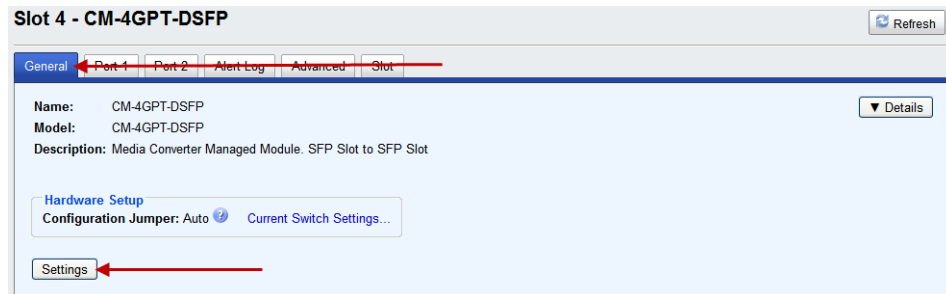 Slot 4 - CM-4GPT-DSFP
Refresh
General Port 1 Port 2 Alert Log Advanced Slot
Name: CM-4GPT-DSFP
▼ Details
Model: CM-4GPT-DSFP
Description: Media Converter Managed Module. SFP Slot to SFP Slot
Hardware Setup
Configuration Jumper: Auto ? Current Switch Settings...
Settings